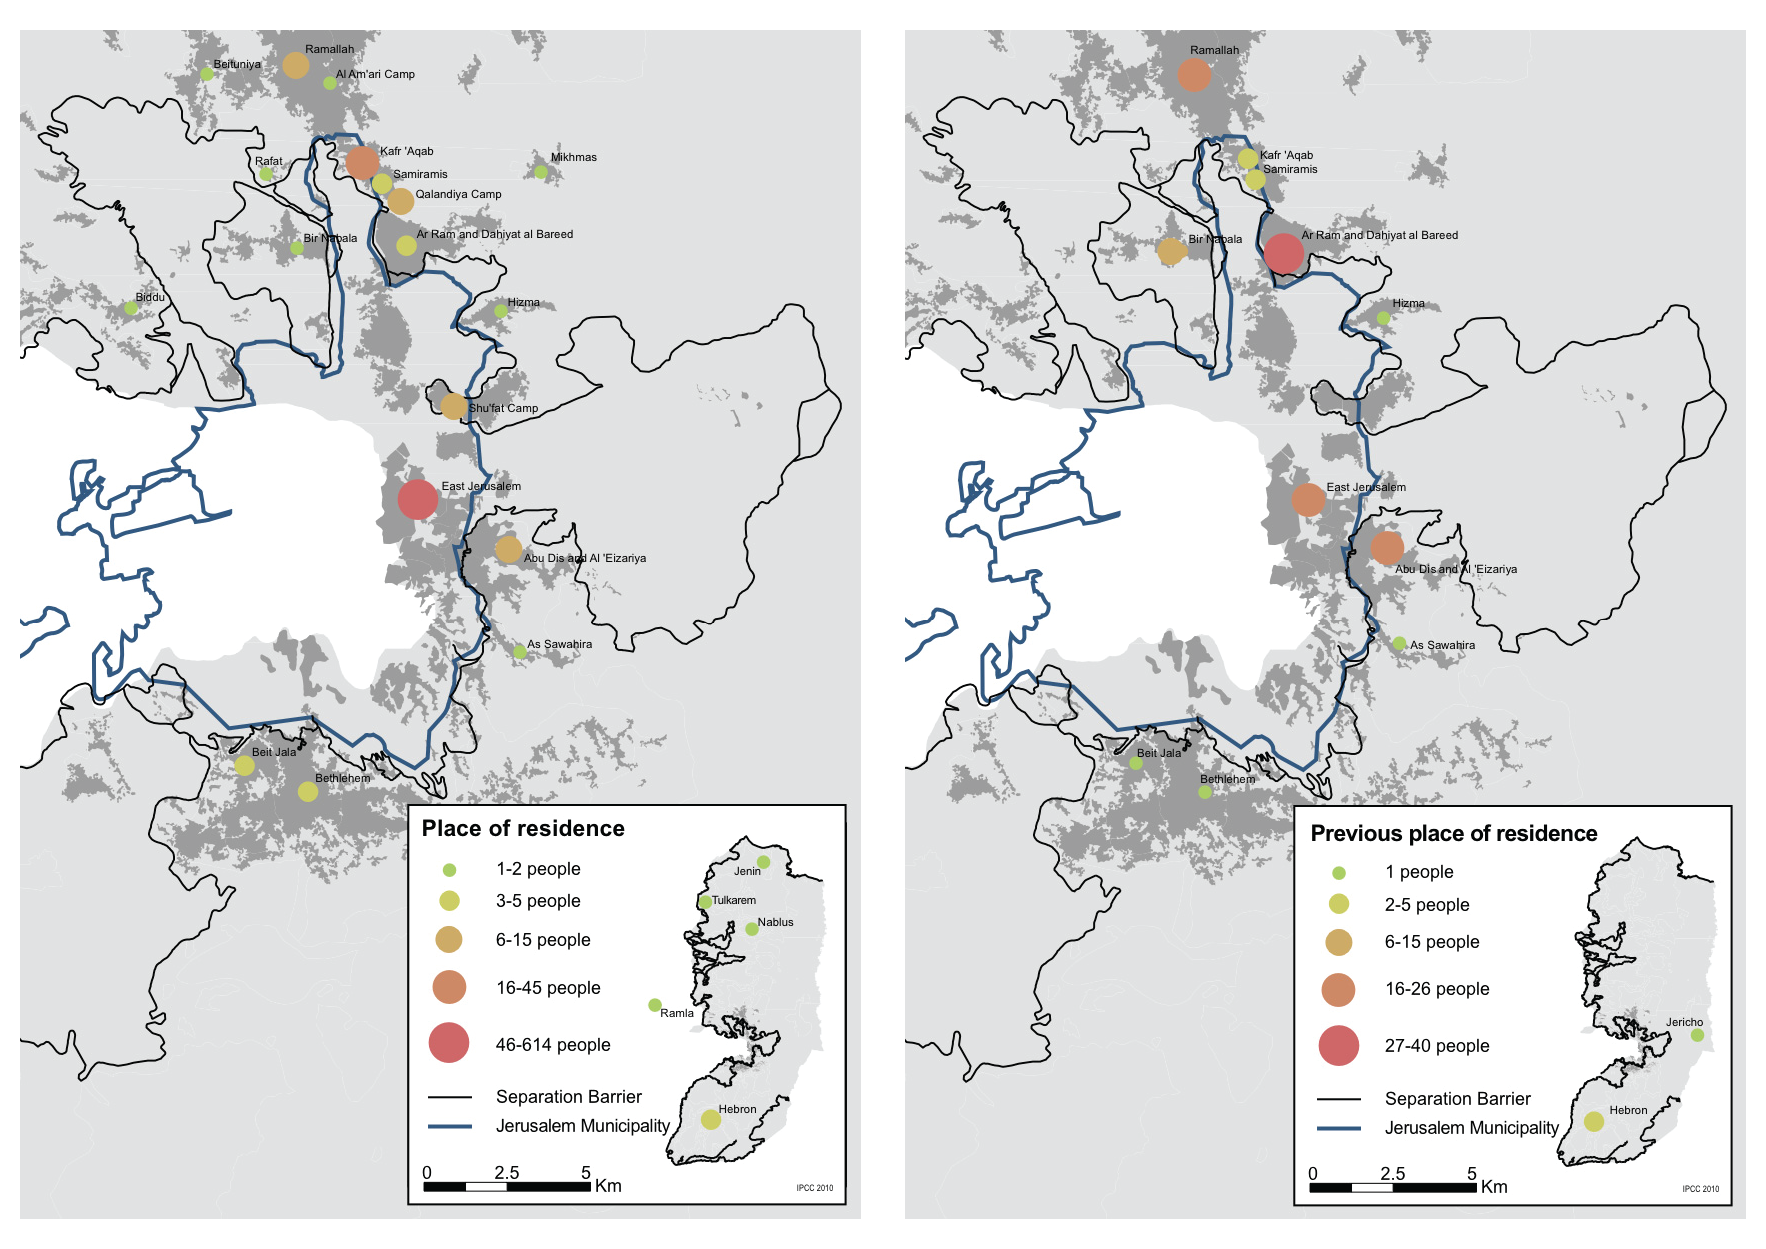 Ramallah
Beituniya
Al Am'ari Camp
Kafr 'Aqab
Rafat
Mikhmas
Samiramis
Qalandiya Camp
Ar Ram and Dahiyat al Bareed
Bir Nabala
Biddu
Hizma
Shu'fat Camp
East Jerusalem
Abu Dis and Al 'Eizariya
As Sawahira
Beit Jala
Bethlehem
Place of residence
1-2 people
3-5 people
6-15 people
16-45 people
46-614 people
Separation Barrier
Jerusalem Municipality
0 2.5 5
Km
Jenin
Tulkarem
Nablus
Ramla
Hebron
IPCC 2010
Ramallah
Kafr 'Aqab
Samiramis
Ar Ram and Dahiyat al Bareed
Bir Nabala
Hizma
East Jerusalem
Abu Dis and Al 'Eizariya
As Sawahira
Beit Jala
Bethlehem
Previous place of residence
1 people
2-5 people
6-15 people
16-26 people
27-40 people
Separation Barrier
Jerusalem Municipality
0 2.5 5
Km
Jericho
Hebron
IPCC 2010